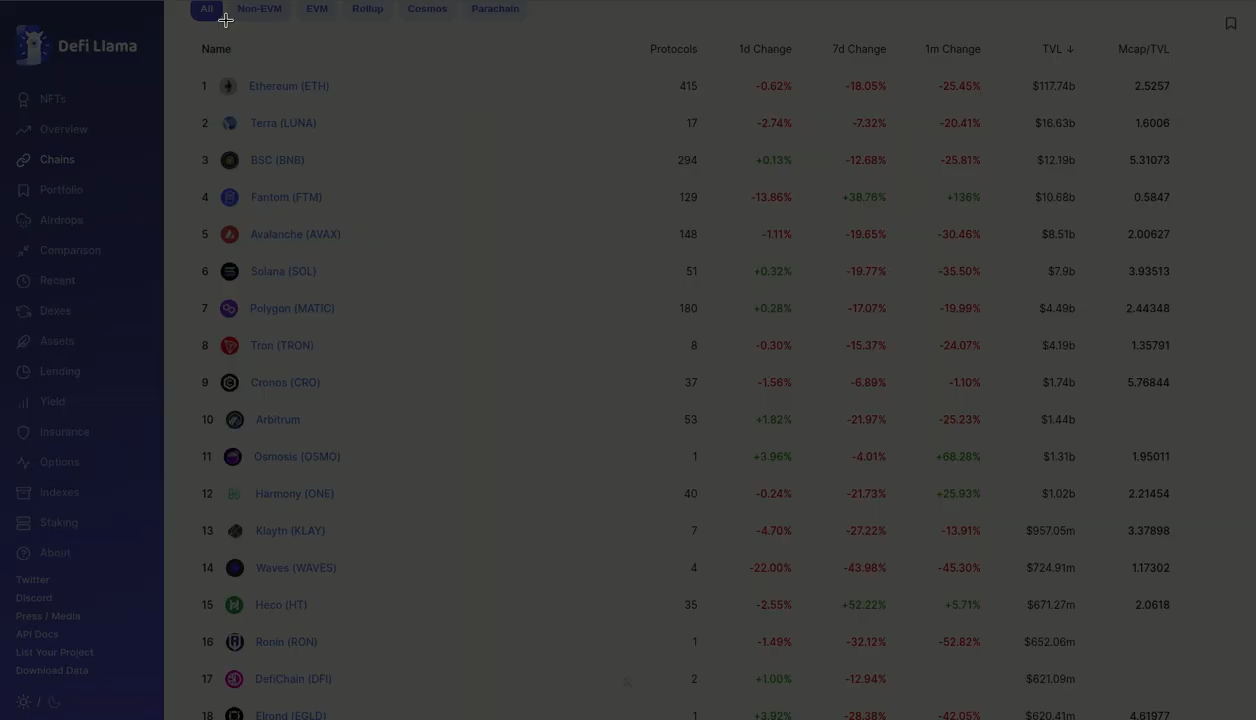 All Non-EVM EVM Rollup Cosmos Parachain
Defi Llama
NFTs
Overview
Chains
Portfolio
Airdrops
Comparison
Recent
Dexes
Assets
Lending
Yield
Insurance
Options
Indexes
Staking
About
Twitter
Discord
Press / Media
API Docs
List Your Project
Download Data
/
Name Protocols 1d Change 7d Change 1m Change TVL ↓ Mcap/TVL
1 Ethereum (ETH) 415 -0.62% -18.05% -25.45% $117.74b 2.5257
2 Terra (LUNA) 17 -2.74% -7.32% -20.41% $16.63b 1.6006
3 BSC (BNB) 294 +0.13% -12.68% -25.81% $12.19b 5.31073
4 Fantom (FTM) 129 -13.86% +38.76% +136% $10.68b 0.5847
5 Avalanche (AVAX) 148 -1.11% -19.65% -30.46% $8.51b 2.00627
6 Solana (SOL) 51 +0.32% -19.77% -35.50% $7.9b 3.93513
7 Polygon (MATIC) 180 +0.28% -17.07% -19.99% $4.49b 2.44348
8 Tron (TRON) 8 -0.30% -15.37% -24.07% $4.19b 1.35791
9 Cronos (CRO) 37 -1.56% -6.89% -1.10% $1.74b 5.76844
10 Arbitrum 53 +1.82% -21.97% -25.23% $1.44b
11 Osmosis (OSMO) 1 +3.96% -4.01% +68.28% $1.31b 1.95011
12 Harmony (ONE) 40 -0.24% -21.73% +25.93% $1.02b 2.21454
13 Klaytn (KLAY) 7 -4.70% -27.22% -13.91% $957.05m 3.37898
14 Waves (WAVES) 4 -22.00% -43.98% -45.30% $724.91m 1.17302
15 Heco (HT) 35 -2.55% +52.22% +5.71% $671.27m 2.0618
16 Ronin (RON) 1 -1.49% -32.12% -52.82% $652.06m
17 DefiChain (DFI) 2 +1.00% -12.94% $621.09m
18 Elrond (EGLD) 1 +3.92% -28.38% -42.05% $620.41m 4.61977